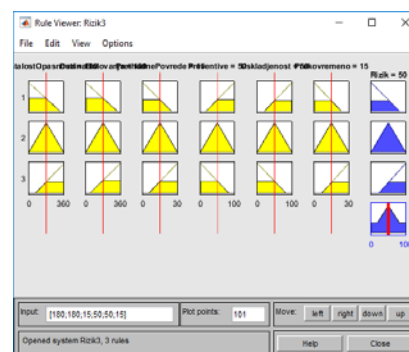 Rule Viewer: Rizik3
File Edit View Options
Rizik = 50
1
2
3
0 360 0 360 0 30 0 100 0 100 0 30
0 100
Input: [180;180;15;50;50;15] Plot points: 101 Move: left right down up
Opened system Rizik3, 3 rules Help Close